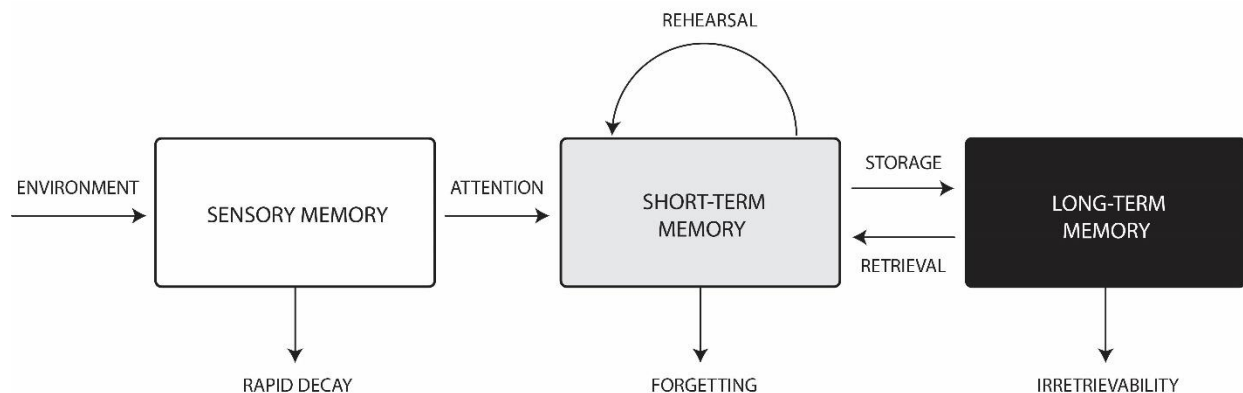 REHEARSAL
ENVIRONMENT
SENSORY MEMORY
ATTENTION
SHORT-TERM
MEMORY
STORAGE
RETRIEVAL
LONG-TERM
MEMORY
RAPID DECAY
FORGETTING
IRRETRIEVABILITY